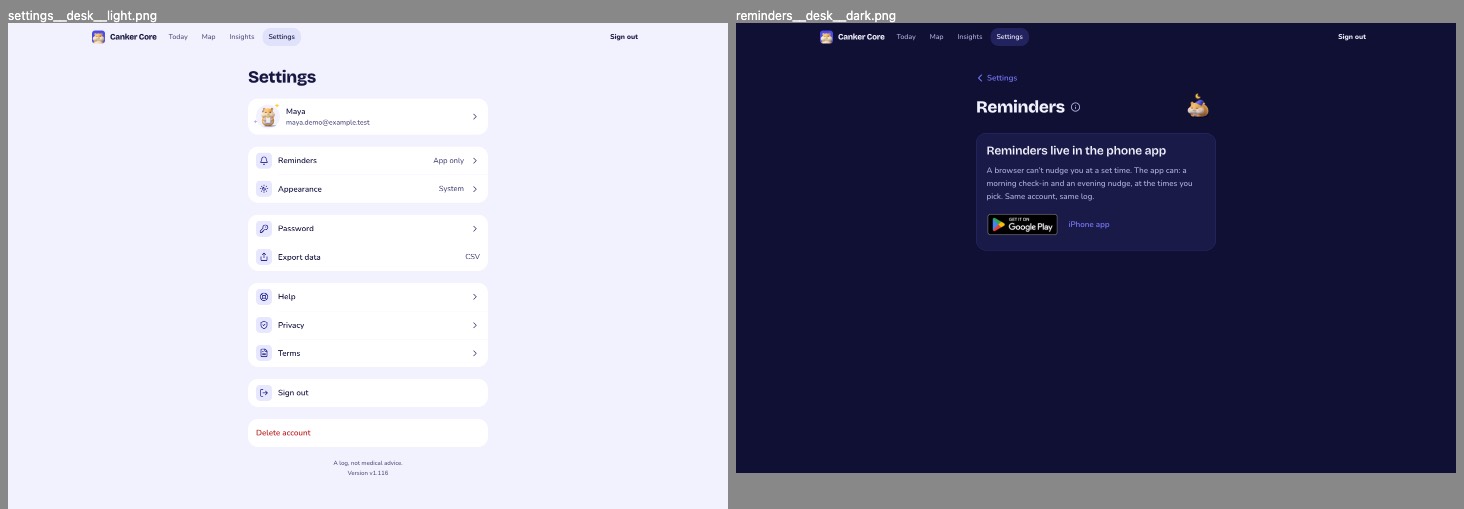 settings__desk__light.png
Canker Core Today Map Insights Settings Sign out
Settings
Maya
maya.demo@example.test
Reminders App only
Appearance System
Password
Export data CSV
Help
Privacy
Terms
Sign out
Delete account
A log, not medical advice.
Version v1.116
reminders__desk__dark.png
Canker Core Today Map Insights Settings Sign out
Settings
Reminders
Reminders live in the phone app
A browser can't nudge you at a set time. The app can: a
morning check-in and an evening nudge, at the times you
pick. Same account, same log.
GET IT ON
Google Play
iPhone app